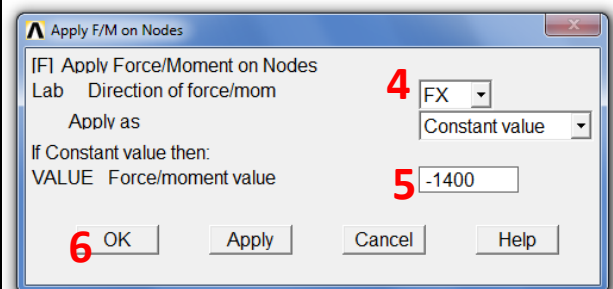 Apply F/M on Nodes
[F] Apply Force/Moment on Nodes
Lab Direction of force/mom 4 FX
Apply as Constant value
If Constant value then:
VALUE Force/moment value 5 -1400
6 OK Apply Cancel Help